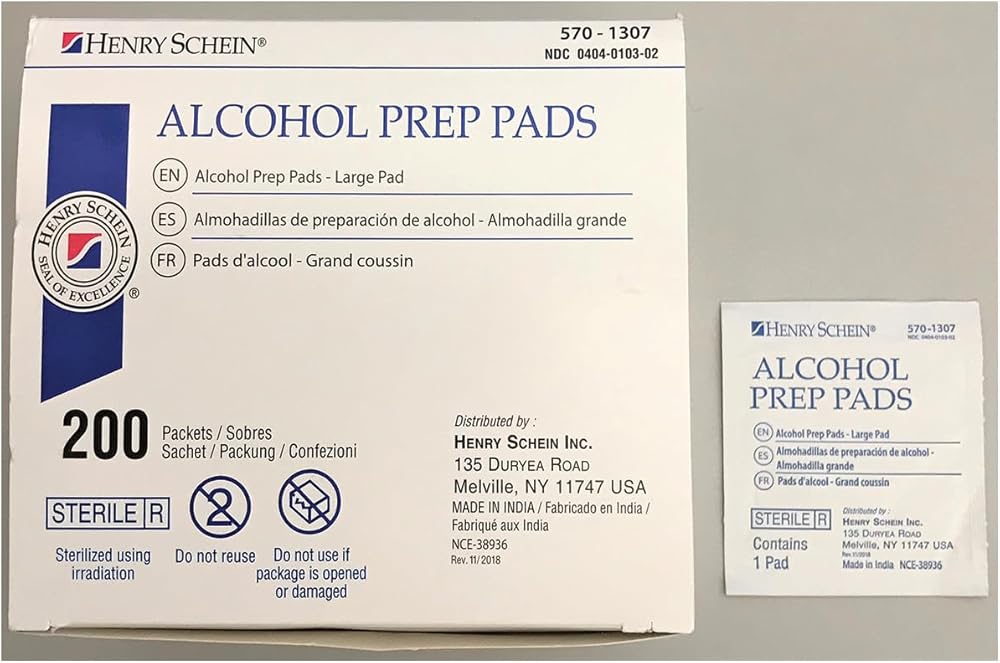 HENRY SCHEIN®
570 - 1307
NDC 0404-0103-02
ALCOHOL PREP PADS
EN Alcohol Prep Pads - Large Pad
ES Almohadillas de preparación de alcohol - Almohadilla grande
FR Pads d'alcool - Grand coussin
HENRY SCHEIN
SEAL OF EXCELLENCE
®
200 Packets / Sobres
Sachet / Packung / Confezioni
STERILE R
Sterilized using
irradiation
2
Do not reuse
Do not use if
package is opened
or damaged
Distributed by :
HENRY SCHEIN INC.
135 DURYEA ROAD
Melville, NY 11747 USA
MADE IN INDIA / Fabricado en India /
Fabriqué aux India
NCE-38936
Rev. 11/2018
HENRY SCHEIN®
570-1307
NDC 0404-0103-02
ALCOHOL
PREP PADS
EN Alcohol Prep Pads - Large Pad
ES Almohadillas de preparación de alcohol -
Almohadilla grande
FR Pads d'alcool - Grand coussin
STERILE R
Contains
1 Pad
Distributed by :
HENRY SCHEIN INC.
135 DURYEA ROAD
Melville, NY 11747 USA
Rev.11/2018
Made in India NCE-38936